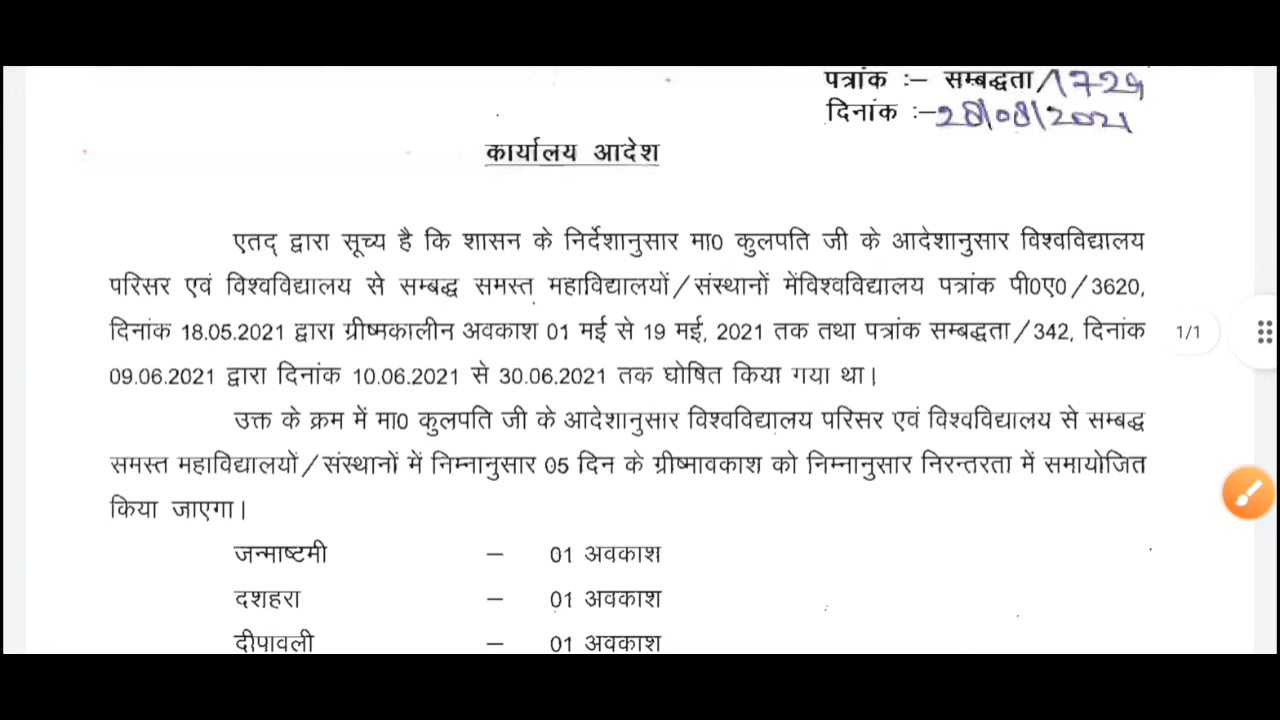 पत्रांक :– सम्बद्धता/1729
दिनांक :–28/08/2021
कार्यालय आदेश
एतद् द्वारा सूच्य है कि शासन के निर्देशानुसार मा0 कुलपति जी के आदेशानुसार विश्वविद्यालय
परिसर एवं विश्वविद्यालय से सम्बद्ध समस्त महाविद्यालयों/संस्थानों मेंविश्वविद्यालय पत्रांक पी0ए0/3620,
दिनांक 18.05.2021 द्वारा ग्रीष्मकालीन अवकाश 01 मई से 19 मई, 2021 तक तथा पत्रांक सम्बद्धता/342, दिनांक
09.06.2021 द्वारा दिनांक 10.06.2021 से 30.06.2021 तक घोषित किया गया था।
उक्त के क्रम में मा0 कुलपति जी के आदेशानुसार विश्वविद्यालय परिसर एवं विश्वविद्यालय से सम्बद्ध
समस्त महाविद्यालयों/संस्थानों में निम्नानुसार 05 दिन के ग्रीष्मावकाश को निम्नानुसार निरन्तरता में समायोजित
किया जाएगा।
जन्माष्टमी – 01 अवकाश
दशहरा – 01 अवकाश
दीपावली – 01 अवकाश
1/1